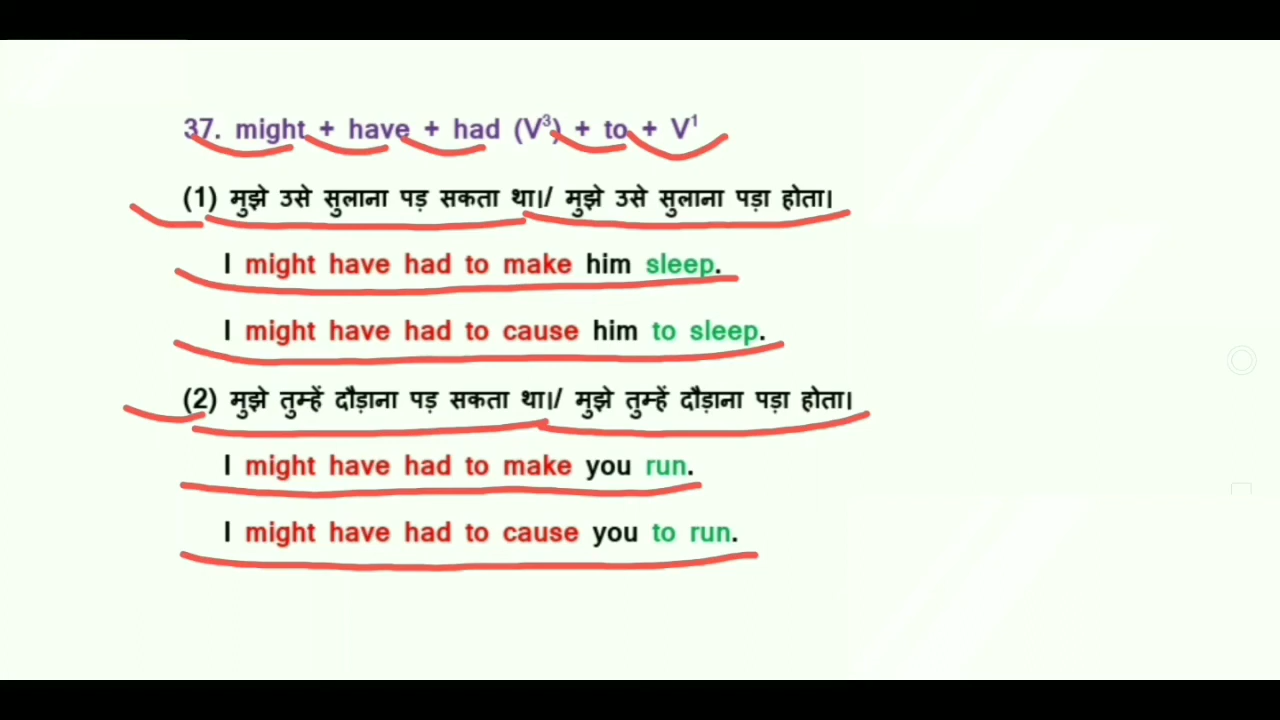 37. might + have + had (V³) + to + V¹
(1) मुझे उसे सुलाना पड़ सकता था।/ मुझे उसे सुलाना पड़ा होता।
I might have had to make him sleep.
I might have had to cause him to sleep.
(2) मुझे तुम्हें दौड़ाना पड़ सकता था।/ मुझे तुम्हें दौड़ाना पड़ा होता।
I might have had to make you run.
I might have had to cause you to run.